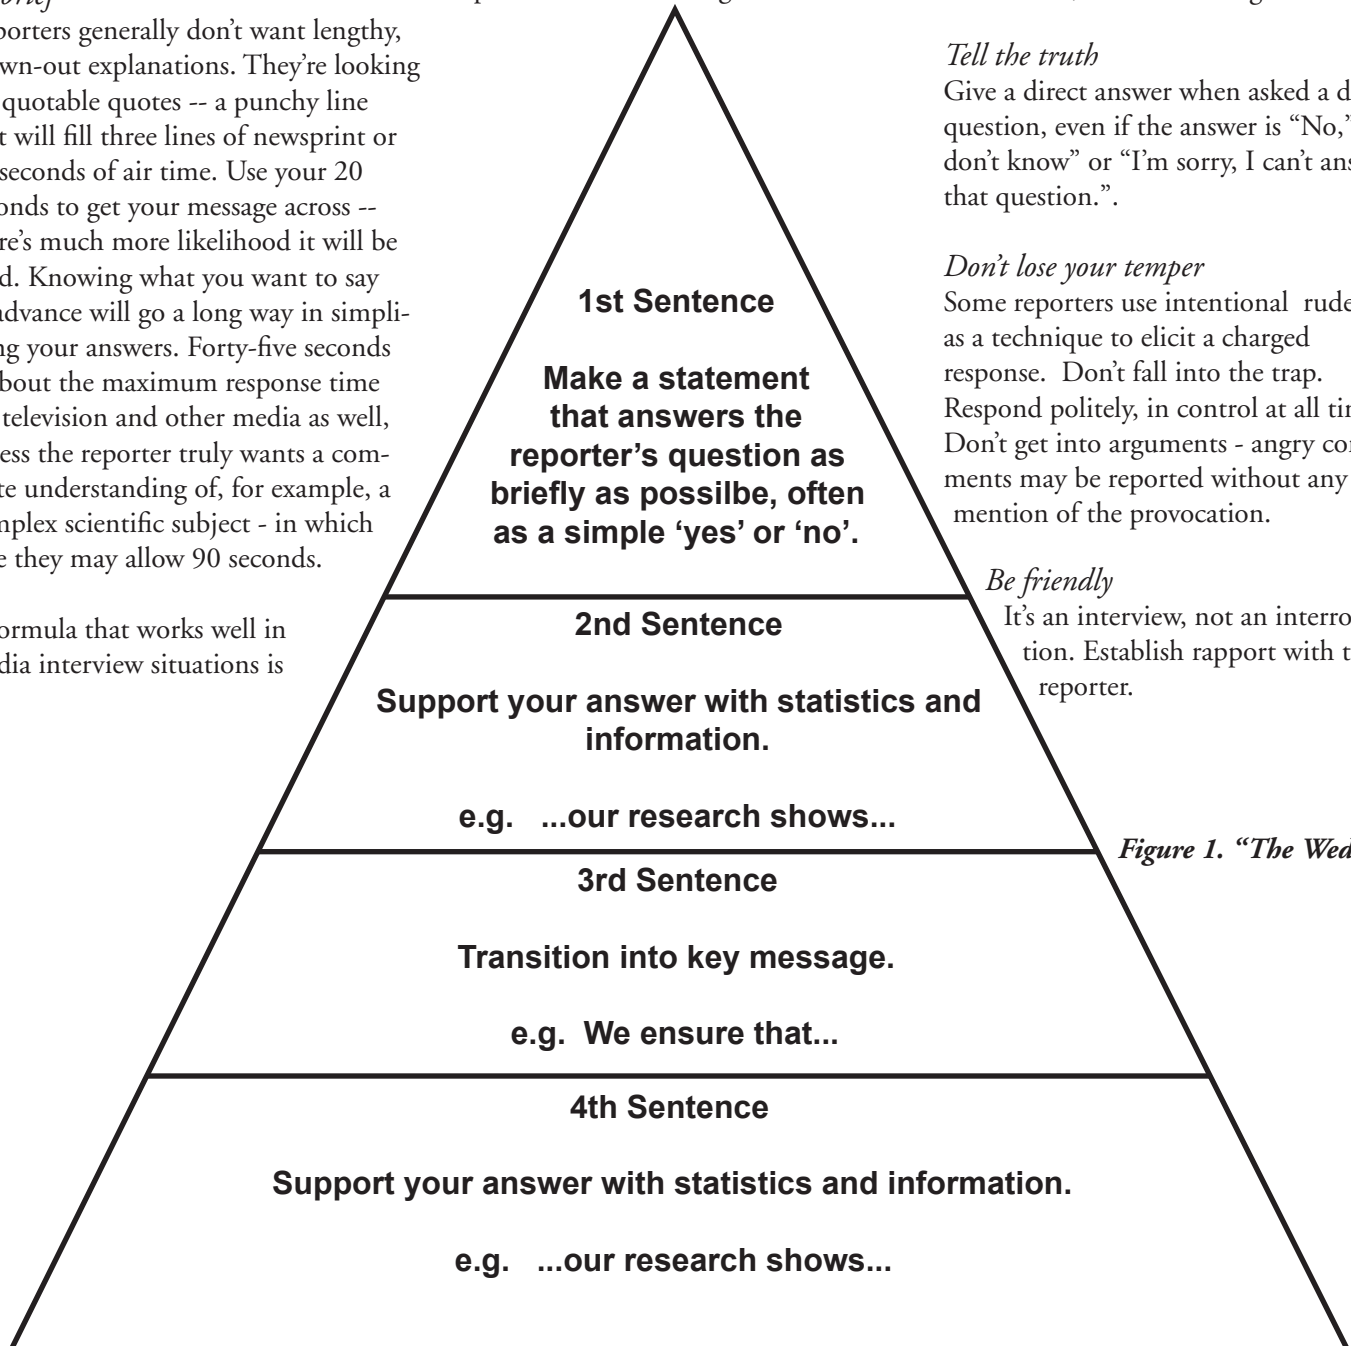 brief
porters generally don’t want lengthy,
wn-out explanations. They’re looking
quotable quotes -- a punchy line
t will fill three lines of newsprint or
seconds of air time. Use your 20
onds to get your message across --
re’s much more likelihood it will be
d. Knowing what you want to say
advance will go a long way in simpli-
ng your answers. Forty-five seconds
bout the maximum response time
television and other media as well,
ess the reporter truly wants a com-
te understanding of, for example, a
mplex scientific subject - in which
e they may allow 90 seconds.
ormula that works well in
dia interview situations is
1st Sentence
Make a statement
that answers the
reporter’s question as
briefly as possilbe, often
as a simple ‘yes’ or ‘no’.
2nd Sentence
Support your answer with statistics and
information.
e.g. ...our research shows...
3rd Sentence
Transition into key message.
e.g. We ensure that...
4th Sentence
Support your answer with statistics and information.
e.g. ...our research shows...
Tell the truth
Give a direct answer when asked a d
question, even if the answer is “No,”
don’t know” or “I’m sorry, I can’t ans
that question.”.
Don’t lose your temper
Some reporters use intentional rude
as a technique to elicit a charged
response. Don’t fall into the trap.
Respond politely, in control at all tim
Don’t get into arguments - angry com
ments may be reported without any
mention of the provocation.
Be friendly
It’s an interview, not an interro
tion. Establish rapport with t
reporter.
Figure 1. “The Wed